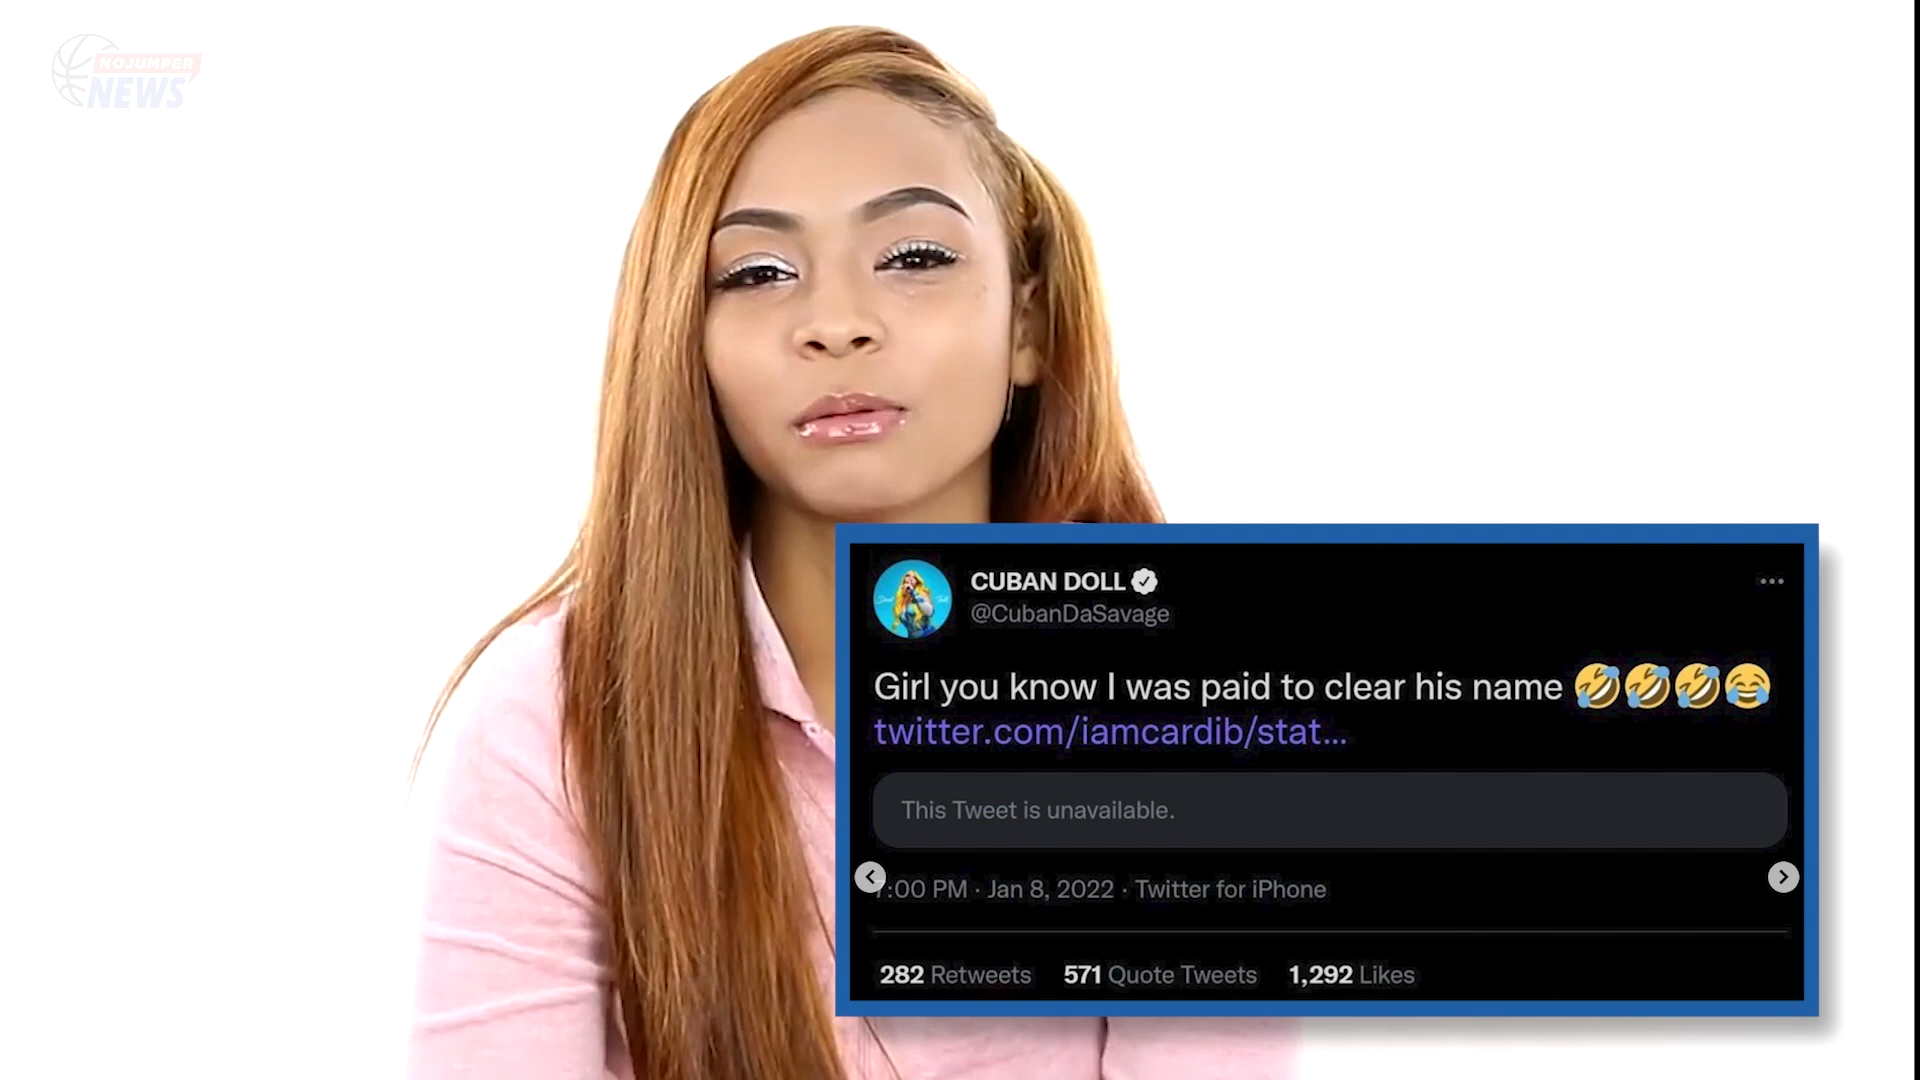 NOJUMPER
NEWS
CUBAN DOLL
@CubanDaSavage
Girl you know I was paid to clear his name 🤣🤣🤣😂
twitter.com/iamcardib/stat...
This Tweet is unavailable.
:00 PM · Jan 8, 2022 · Twitter for iPhone
282 Retweets 571 Quote Tweets 1,292 Likes